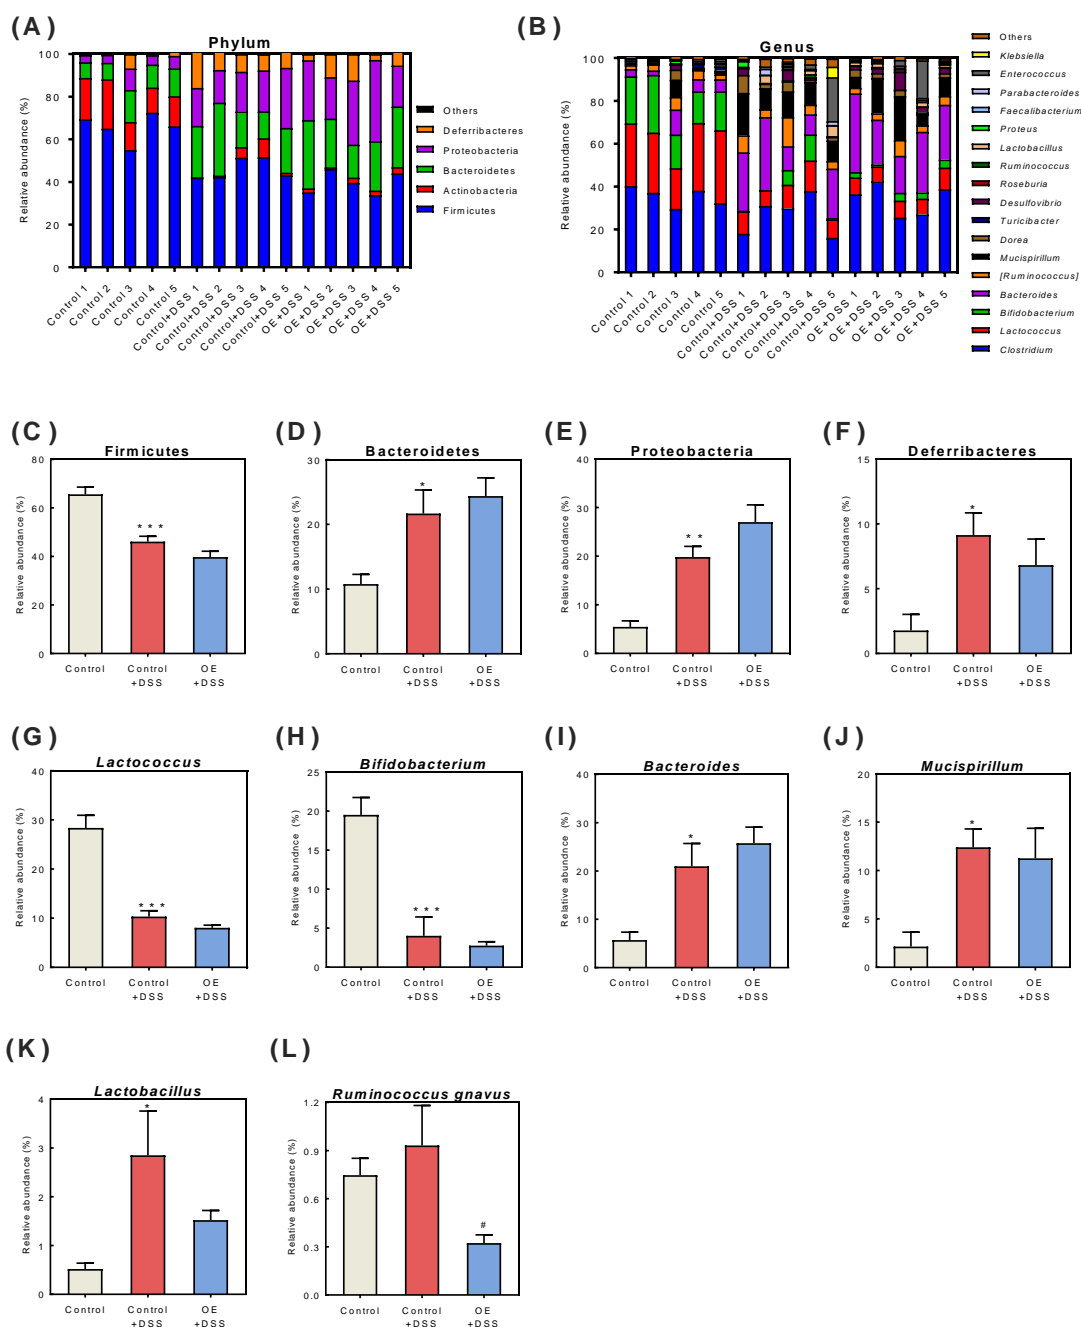 (A)
Phylum
Relative abundance (%)
100
80
60
40
20
0
Control 1
Control 2
Control 3
Control 4
Control 5
Control+DSS 1
Control+DSS 2
Control+DSS 3
Control+DSS 4
Control+DSS 5
OE+DSS 1
OE+DSS 2
OE+DSS 3
OE+DSS 4
OE+DSS 5
Others
Deferribacteres
Proteobacteria
Bacteroidetes
Actinobacteria
Firmicutes
(B)
Genus
Relative abundance (%)
100
80
60
40
20
0
Control 1
Control 2
Control 3
Control 4
Control 5
Control+DSS 1
Control+DSS 2
Control+DSS 3
Control+DSS 4
Control+DSS 5
OE+DSS 1
OE+DSS 2
OE+DSS 3
OE+DSS 4
OE+DSS 5
Others
Klebsiella
Enterococcus
Parabacteroides
Faecalibacterium
Proteus
Lactobacillus
Ruminococcus
Roseburia
Desulfovibrio
Turicibacter
Dorea
Mucispirillum
[Ruminococcus]
Bacteroides
Bifidobacterium
Lactococcus
Clostridium
(C)
Firmicutes
Relative abundance (%)
80
60
40
20
0
***
Control
Control
+DSS
OE
+DSS
(D)
Bacteroidetes
Relative abundance (%)
30
20
10
0
*
Control
Control
+DSS
OE
+DSS
(E)
Proteobacteria
Relative abundance (%)
40
30
20
10
0
**
Control
Control
+DSS
OE
+DSS
(F)
Deferribacteres
Relative abundance (%)
15
10
5
0
*
Control
Control
+DSS
OE
+DSS
(G)
Lactococcus
Relative abundance (%)
40
30
20
10
0
***
Control
Control
+DSS
OE
+DSS
(H)
Bifidobacterium
Relative abundnce (%)
25
20
15
10
5
0
***
Control
Control
+DSS
OE
+DSS
(I)
Bacteroides
Relative abundnce (%)
40
30
20
10
0
*
Control
Control
+DSS
OE
+DSS
(J)
Mucispirillum
Relative abundance (%)
20
15
10
5
0
*
Control
Control
+DSS
OE
+DSS
(K)
Lactobacillus
Relative abundance (%)
4
3
2
1
0
*
Control
Control
+DSS
OE
+DSS
(L)
Ruminococcus gnavus
Relative abundance (%)
1.2
0.9
0.6
0.3
0.0
#
Control
Control
+DSS
OE
+DSS